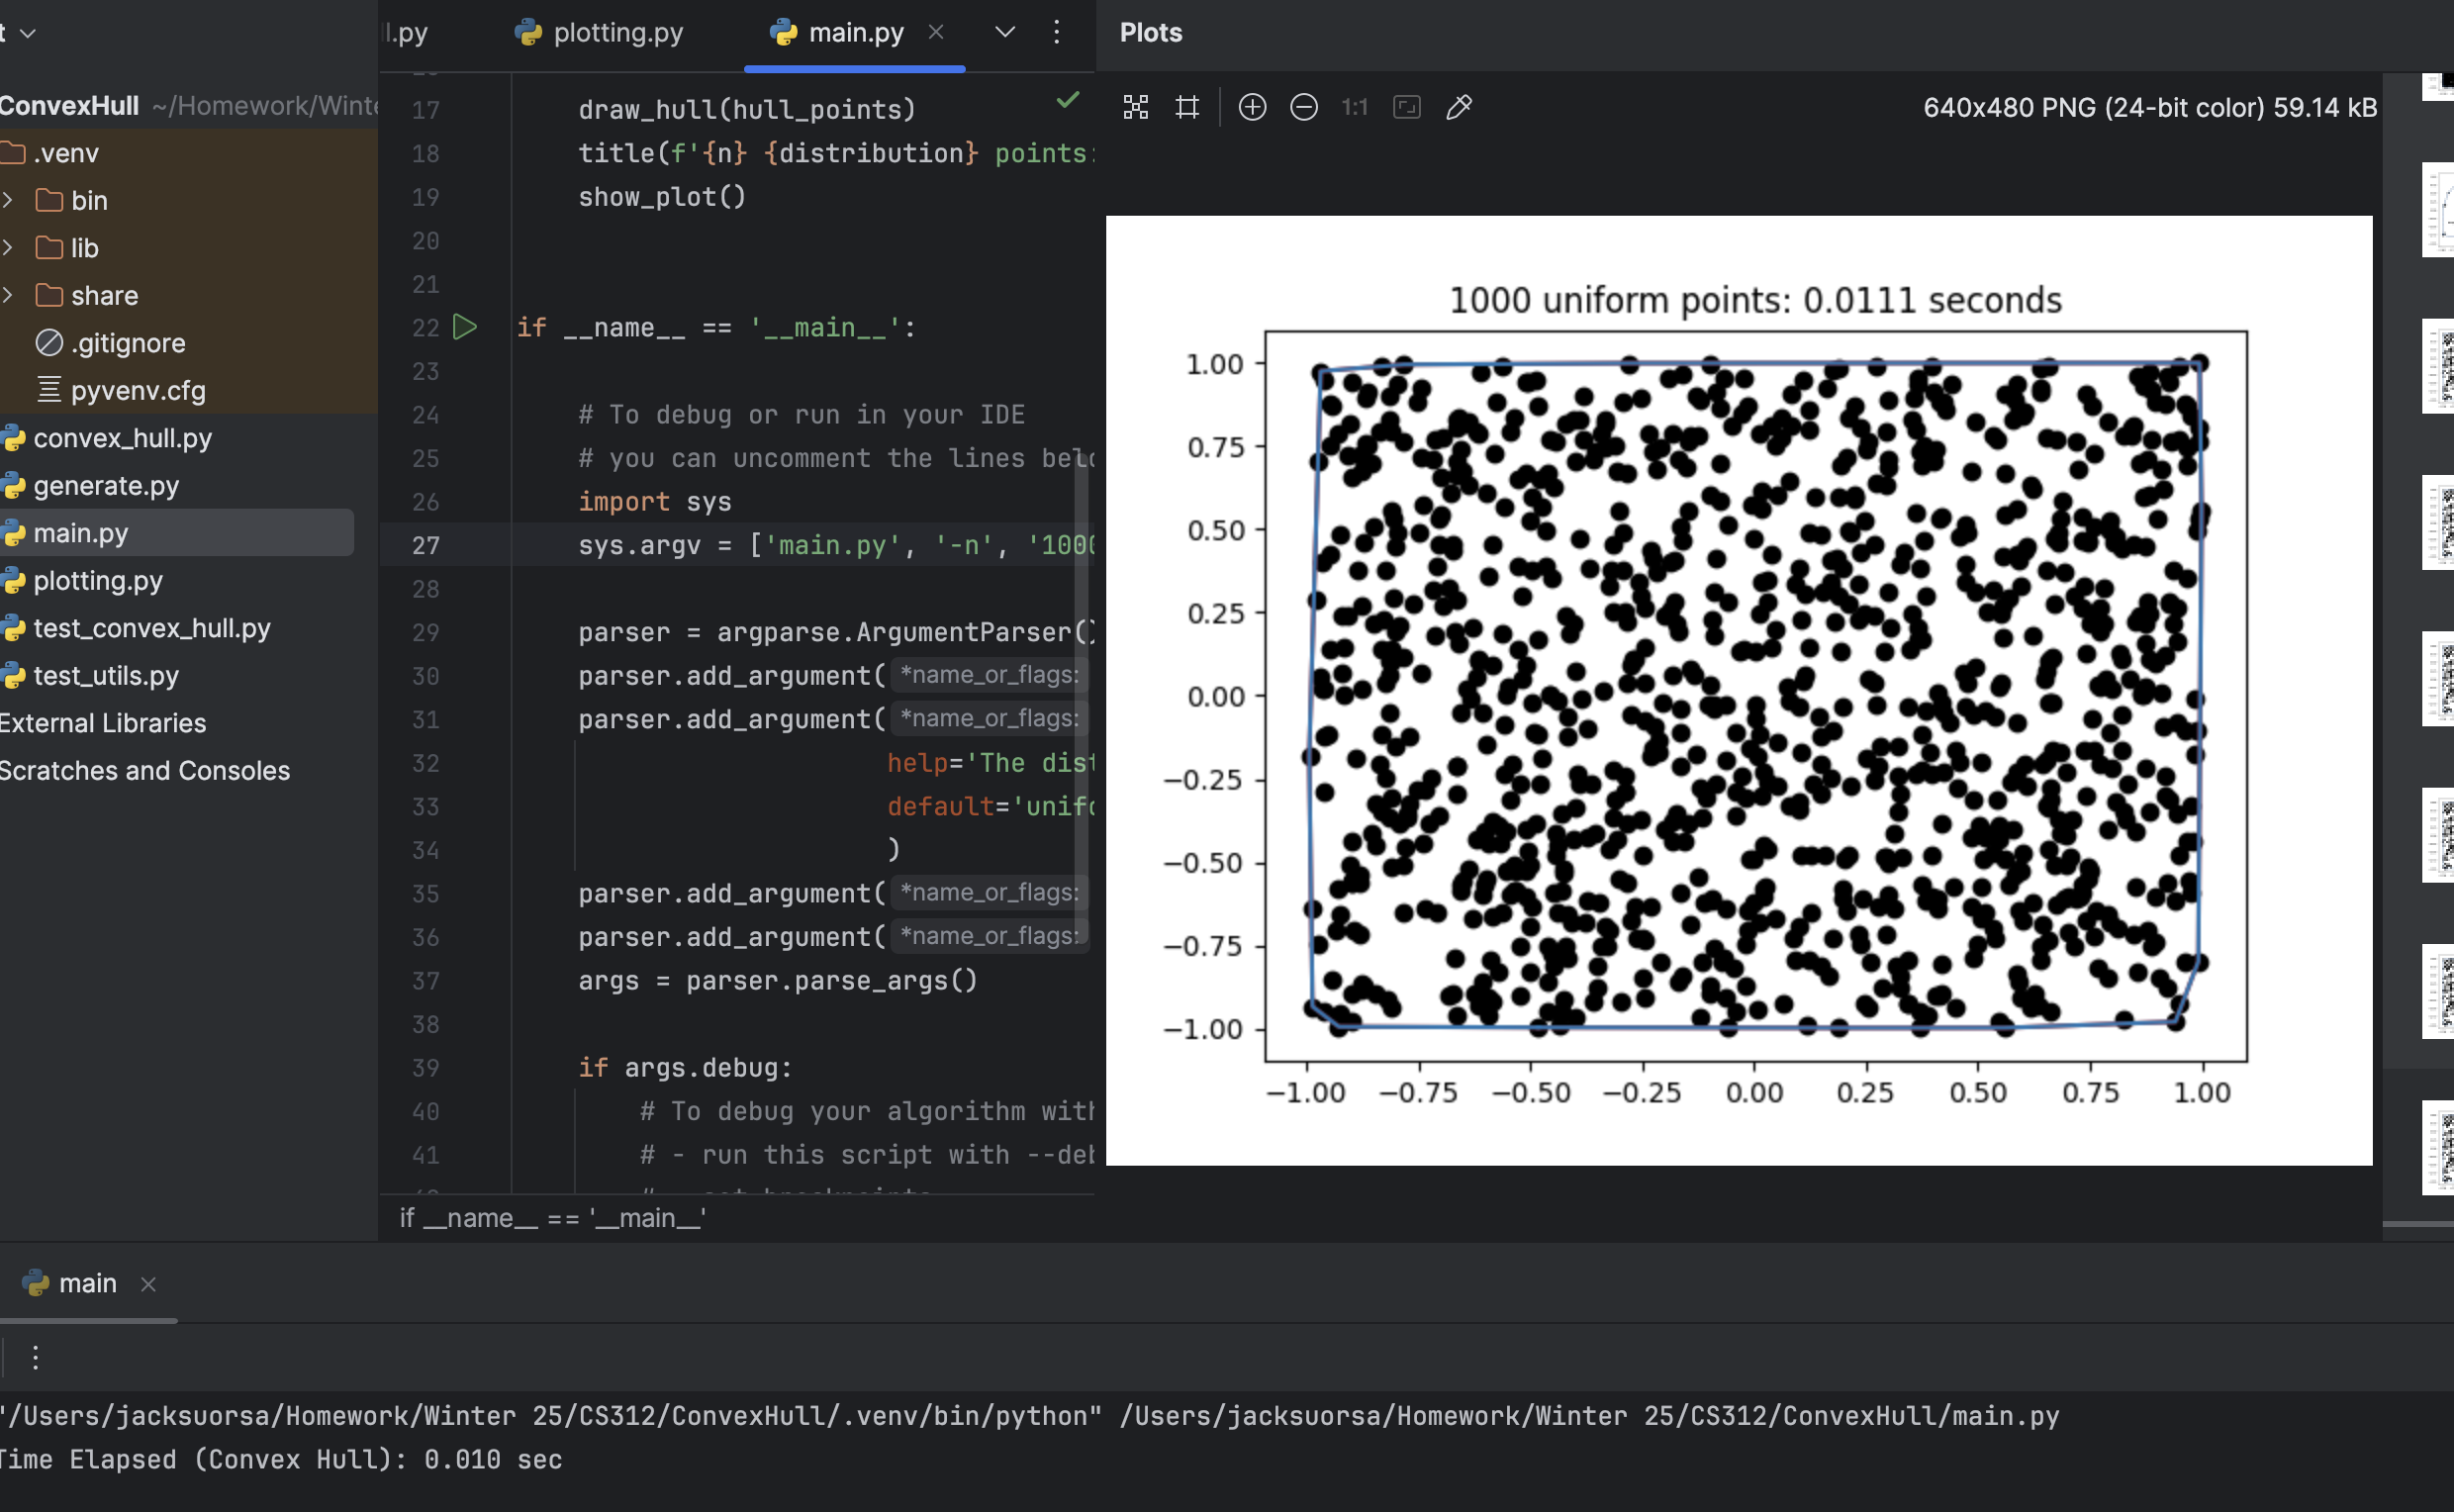 t
ConvexHull ~/Homework/Winte
.venv
bin
lib
share
.gitignore
pyvenv.cfg
convex_hull.py
generate.py
main.py
plotting.py
test_convex_hull.py
test_utils.py
External Libraries
Scratches and Consoles
l.py
plotting.py
main.py
17 draw_hull(hull_points)
18 title(f'{n} {distribution} points:
19 show_plot()
20
21
22 if __name__ == '__main__':
23
24 # To debug or run in your IDE
25 # you can uncomment the lines belo
26 import sys
27 sys.argv = ['main.py', '-n', '1000
28
29 parser = argparse.ArgumentParser()
30 parser.add_argument( *name_or_flags:
31 parser.add_argument( *name_or_flags:
32 help='The dist
33 default='unifo
34 )
35 parser.add_argument( *name_or_flags:
36 parser.add_argument( *name_or_flags:
37 args = parser.parse_args()
38
39 if args.debug:
40 # To debug your algorithm with
41 # - run this script with --deb
if __name__ == '__main__'
Plots
1:1
640x480 PNG (24-bit color) 59.14 kB
1000 uniform points: 0.0111 seconds
1.00
0.75
0.50
0.25
0.00
−0.25
−0.50
−0.75
−1.00
−1.00 −0.75 −0.50 −0.25 0.00 0.25 0.50 0.75 1.00
main
"/Users/jacksuorsa/Homework/Winter 25/CS312/ConvexHull/.venv/bin/python" /Users/jacksuorsa/Homework/Winter 25/CS312/ConvexHull/main.py
Time Elapsed (Convex Hull): 0.010 sec